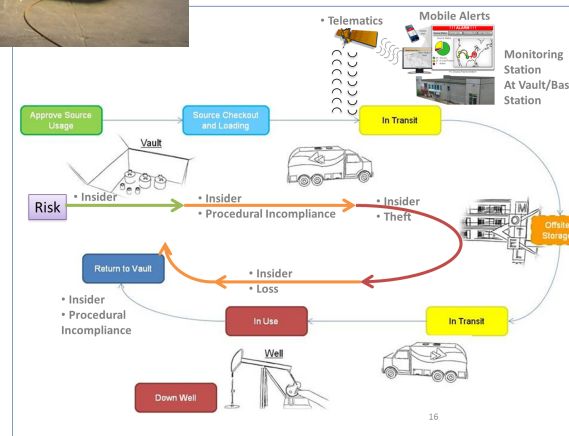 • Telematics
Mobile Alerts
Monitoring
Station
At Vault/Bas
Station
Approve Source
Usage
Source Checkout
and Loading
In Transit
Vault
Risk
• Insider
• Insider
• Procedural Incompliance
• Insider
• Theft
MOTEL
Offsite
Storage
Return to Vault
• Insider
• Loss
• Insider
• Procedural
Incompliance
In Use
In Transit
Well
Down Well
16